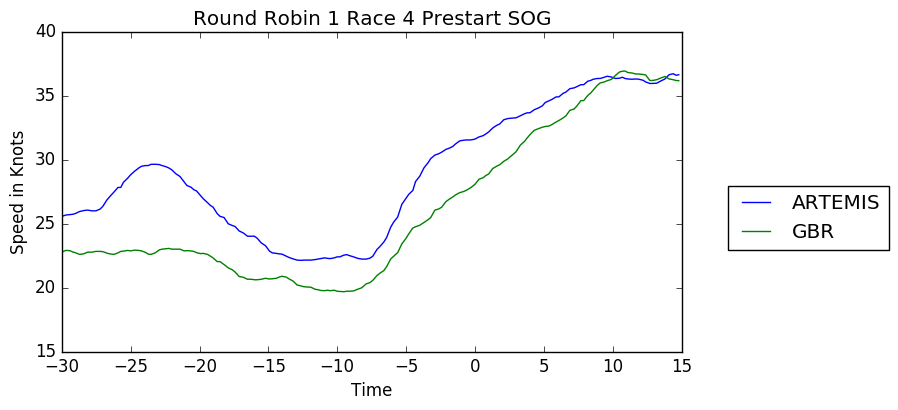 Round Robin 1 Race 4 Prestart SOG
40
35
30
25
20
15
Speed in Knots
−30 −25 −20 −15 −10 −5 0 5 10 15
Time
ARTEMIS
GBR